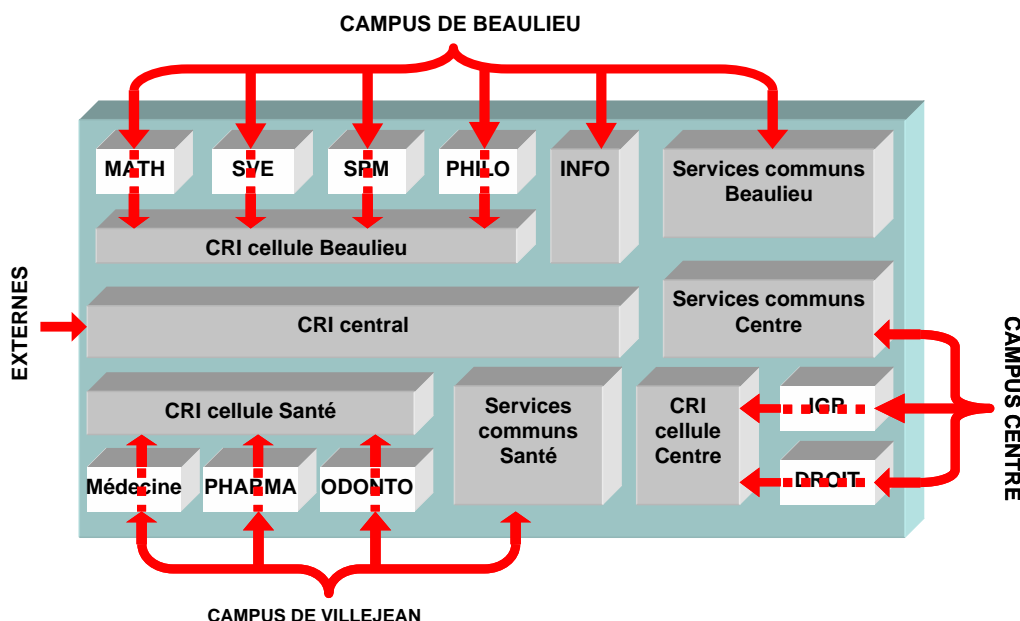 CAMPUS DE BEAULIEU
MATH
SVE
SPM
PHILO
INFO
Services communs
Beaulieu
CRI cellule Beaulieu
EXTERNES
CRI central
Services communs
Centre
CAMPUS CENTRE
CRI cellule Santé
Services
communs
Santé
CRI
cellule
Centre
IGR
DROIT
Médecine
PHARMA
ODONTO
CAMPUS DE VILLEJEAN